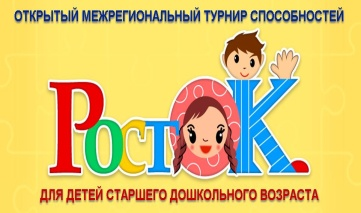 ОТКРЫТЫЙ МЕЖРЕГИОНАЛЬНЫЙ ТУРНИР СПОСОБНОСТЕЙ
РостОК.
ДЛЯ ДЕТЕЙ СТАРШЕГО ДОШКОЛЬНОГО ВОЗРАСТА